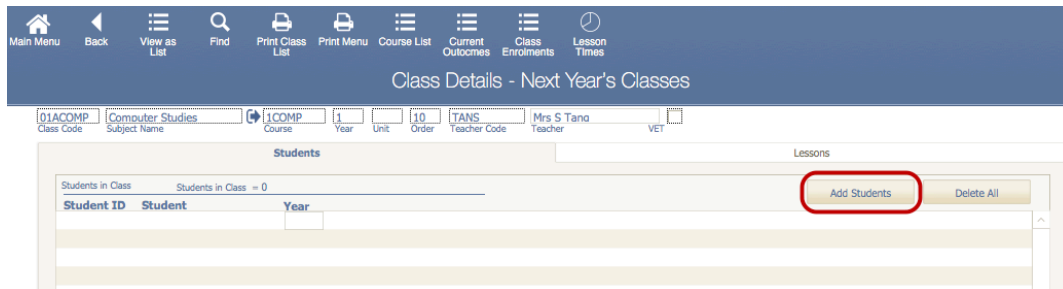 Main Menu Back View as List Find Print Class List Print Menu Course List Current Outocmes Class Enrolments Lesson Times
Class Details - Next Year's Classes
01ACOMP Computer Studies 1COMP 1 10 TANS Mrs S Tang
Class Code Subject Name Course Year Unit Order Teacher Code Teacher VET
Students Lessons
Students in Class Students in Class = 0 Add Students Delete All
Student ID Student Year